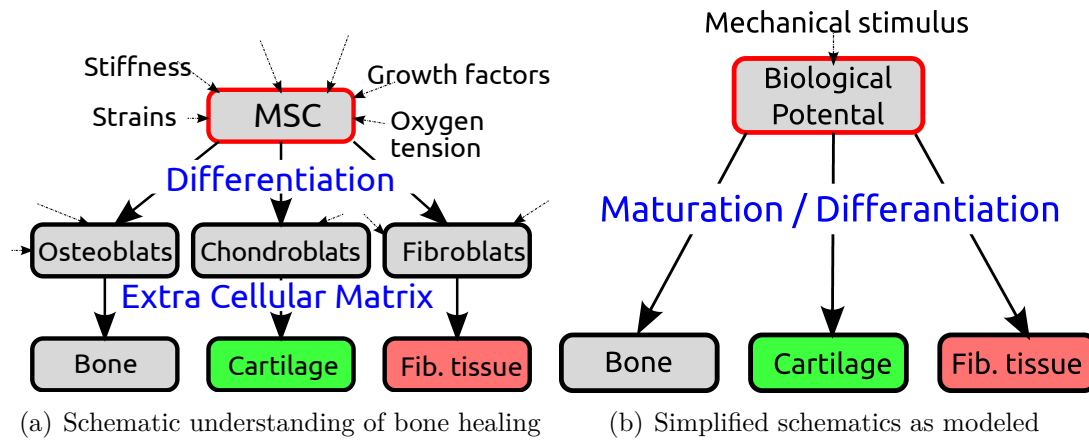 Stiffness
Growth factors
Strains
MSC
Oxygen
tension
Differentiation
Osteoblats
Chondroblats
Fibroblats
Extra Cellular Matrix
Bone
Cartilage
Fib. tissue
(a) Schematic understanding of bone healing
Mechanical stimulus
Biological
Potental
Maturation / Differantiation
Bone
Cartilage
Fib. tissue
(b) Simplified schematics as modeled